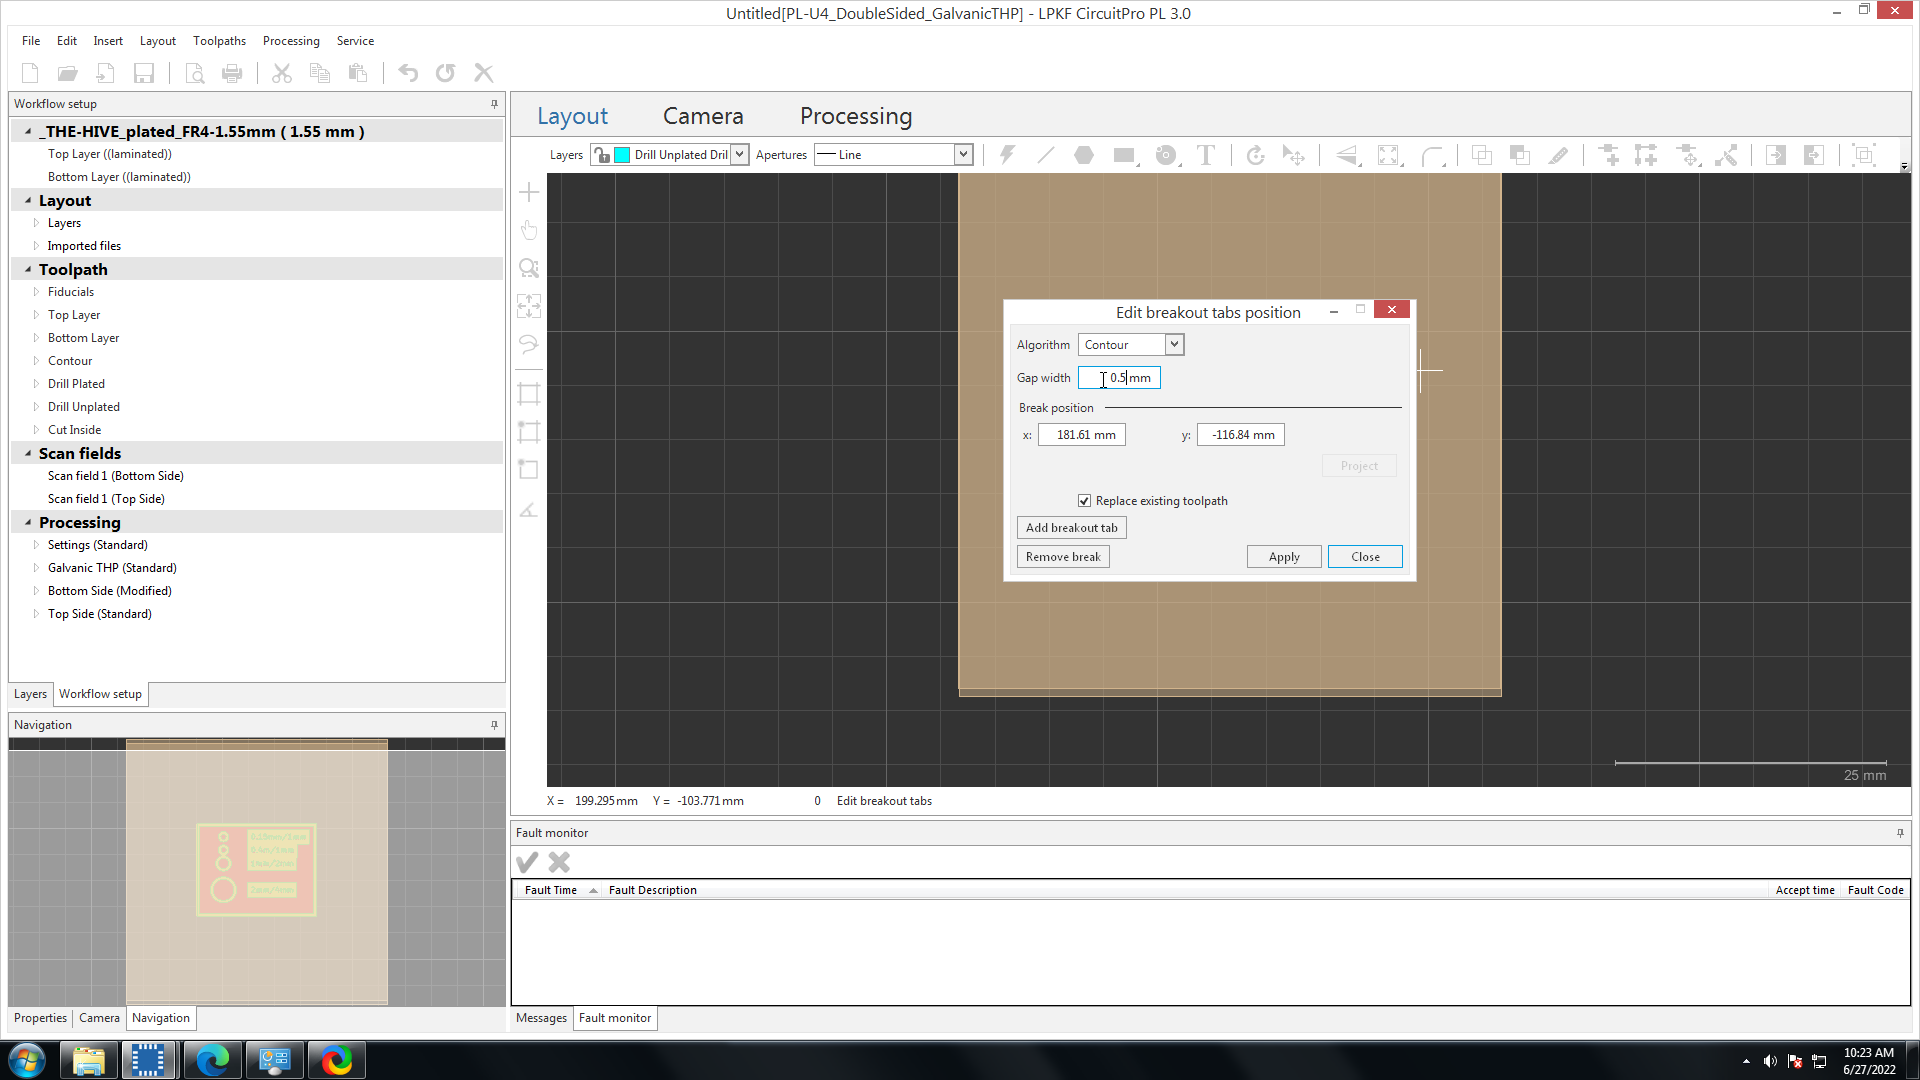 Untitled[PL-U4_DoubleSided_GalvanicTHP] - LPKF CircuitPro PL 3.0
File Edit Insert Layout Toolpaths Processing Service
Workflow setup
_THE-HIVE_plated_FR4-1.55mm ( 1.55 mm )
Top Layer ((laminated))
Bottom Layer ((laminated))
Layout
Layers
Imported files
Toolpath
Fiducials
Top Layer
Bottom Layer
Contour
Drill Plated
Drill Unplated
Cut Inside
Scan fields
Scan field 1 (Bottom Side)
Scan field 1 (Top Side)
Processing
Settings (Standard)
Galvanic THP (Standard)
Bottom Side (Modified)
Top Side (Standard)
Layers Workflow setup
Navigation
Properties Camera Navigation
Layout Camera Processing
Layers Drill Unplated Dril Apertures Line
Edit breakout tabs position
Algorithm Contour
Gap width 0.5 mm
Break position
x: 181.61 mm y: -116.84 mm
Project
Replace existing toolpath
Add breakout tab
Remove break Apply Close
25 mm
X = 199.295mm Y = -103.771mm 0 Edit breakout tabs
Fault monitor
Fault Time Fault Description Accept time Fault Code
Messages Fault monitor
10:23 AM
6/27/2022